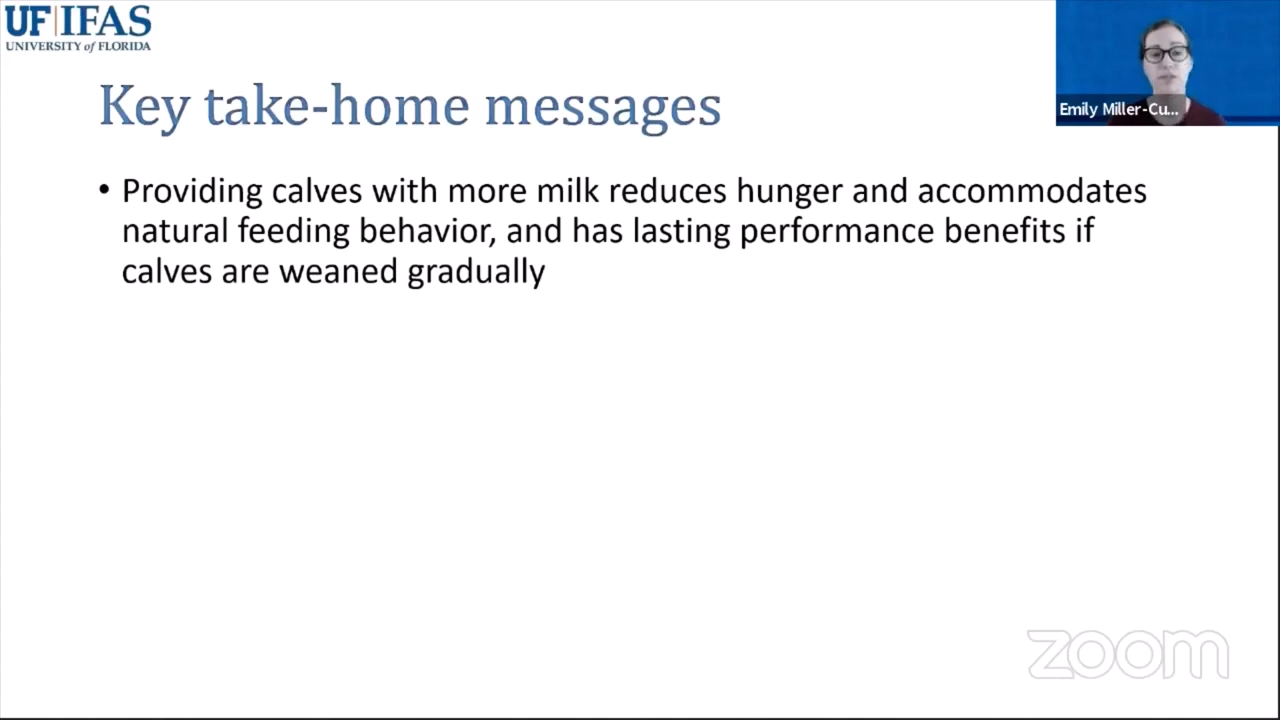 UF|IFAS
UNIVERSITY of FLORIDA
Emily Miller-Cu...
Key take-home messages
• Providing calves with more milk reduces hunger and accommodates
natural feeding behavior, and has lasting performance benefits if
calves are weaned gradually
zoom